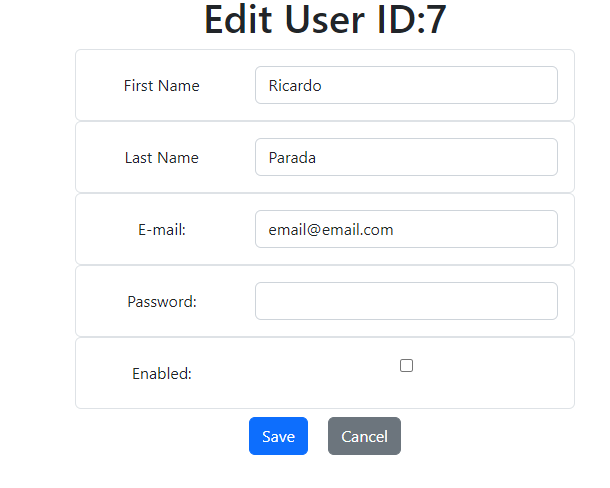 Edit User ID:7
First Name Ricardo
Last Name Parada
E-mail: email@email.com
Password:
Enabled:
Save Cancel